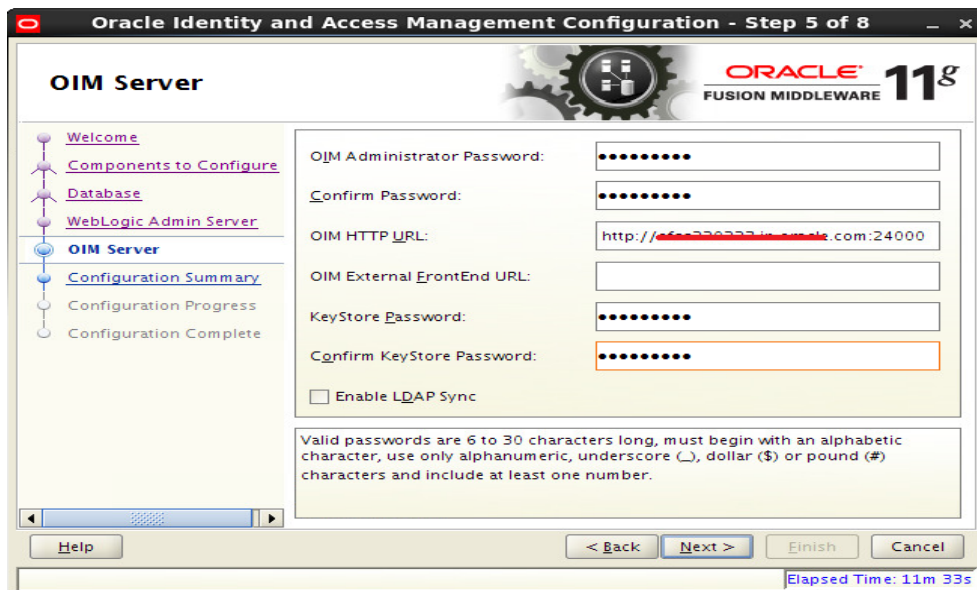 Oracle Identity and Access Management Configuration - Step 5 of 8
OIM Server
ORACLE
FUSION MIDDLEWARE
11g
Welcome
Components to Configure
Database
WebLogic Admin Server
OIM Server
Configuration Summary
Configuration Progress
Configuration Complete
OIM Administrator Password: •••••••••
Confirm Password: •••••••••
OIM HTTP URL: http://.com:24000
OIM External FrontEnd URL:
KeyStore Password: •••••••••
Confirm KeyStore Password: •••••••••
Enable LDAP Sync
Valid passwords are 6 to 30 characters long, must begin with an alphabetic
character, use only alphanumeric, underscore (_), dollar ($) or pound (#)
characters and include at least one number.
Help
< Back
Next >
Finish
Cancel
Elapsed Time: 11m 33s